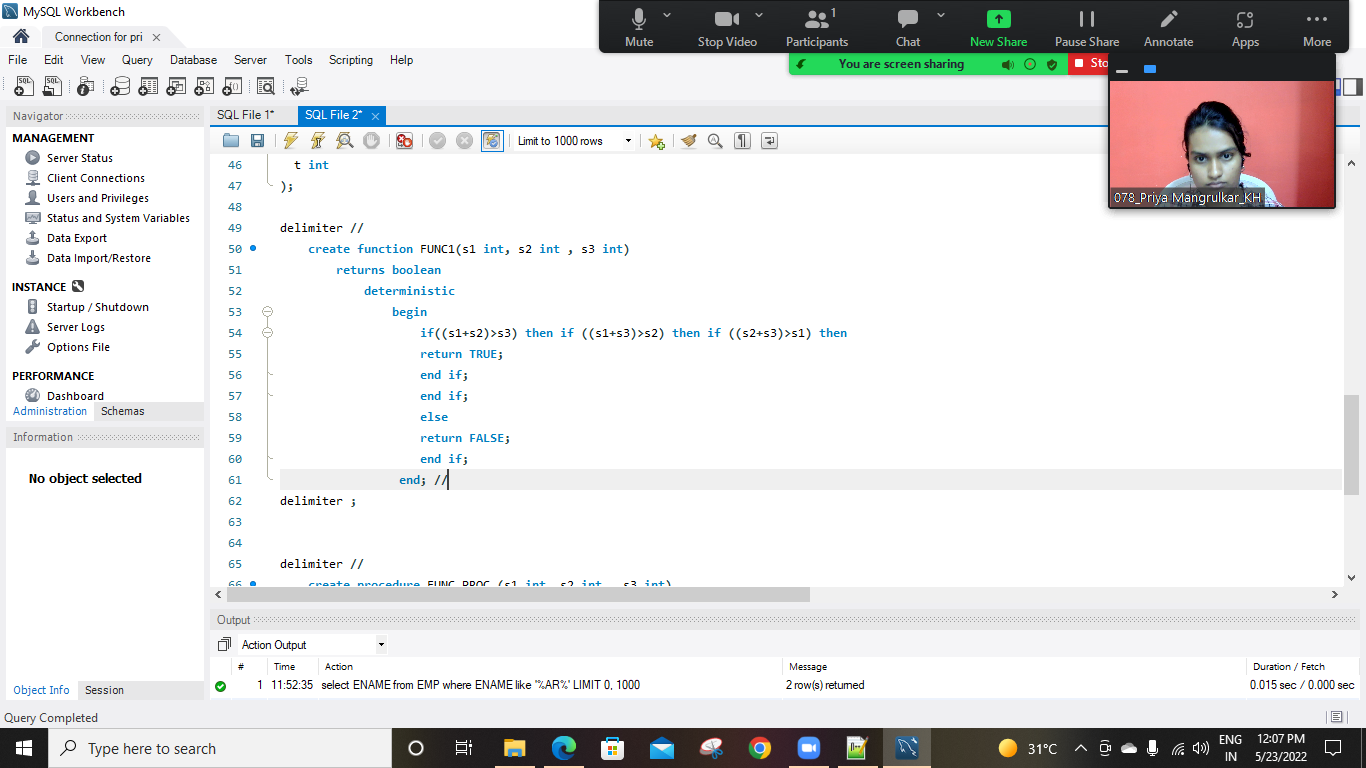 MySQL Workbench
Connection for pri
File Edit View Query Database Server Tools Scripting Help
Mute Stop Video Participants 1 Chat New Share Pause Share Annotate Apps More
You are screen sharing Sto
078_Priya Mangrulkar_KH
Navigator
MANAGEMENT
Server Status
Client Connections
Users and Privileges
Status and System Variables
Data Export
Data Import/Restore
INSTANCE
Startup / Shutdown
Server Logs
Options File
PERFORMANCE
Dashboard
Administration Schemas
Information
No object selected
Object Info Session
SQL File 1* SQL File 2*
Limit to 1000 rows
46 t int
47 );
48
49 delimiter //
50 create function FUNC1(s1 int, s2 int , s3 int)
51 returns boolean
52 deterministic
53 begin
54 if((s1+s2)>s3) then if ((s1+s3)>s2) then if ((s2+s3)>s1) then
55 return TRUE;
56 end if;
57 end if;
58 else
59 return FALSE;
60 end if;
61 end; //
62 delimiter ;
63
64
65 delimiter //
66 create procedure FUNC_PROC (s1 int, s2 int , s3 int)
Output
Action Output
# Time Action Message Duration / Fetch
1 11:52:35 select ENAME from EMP where ENAME like '%AR%' LIMIT 0, 1000 2 row(s) returned 0.015 sec / 0.000 sec
Query Completed
Type here to search
31°C
ENG
IN
12:07 PM
5/23/2022